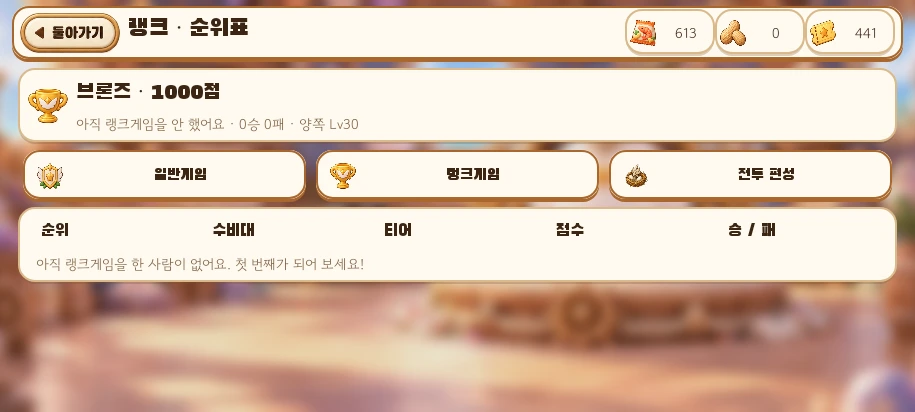 돌아가기
랭크 · 순위표
613
0
441
브론즈 · 1000점
아직 랭크게임을 안 했어요 · 0승 0패 · 양쪽 Lv30
일반게임
랭크게임
전투 편성
순위 수비대 티어 점수 승 / 패
아직 랭크게임을 한 사람이 없어요. 첫 번째가 되어 보세요!